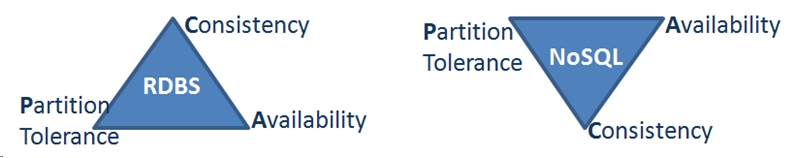 Consistency
RDBS
Partition
Tolerance
Availability
Partition
Tolerance
NoSQL
Availability
Consistency